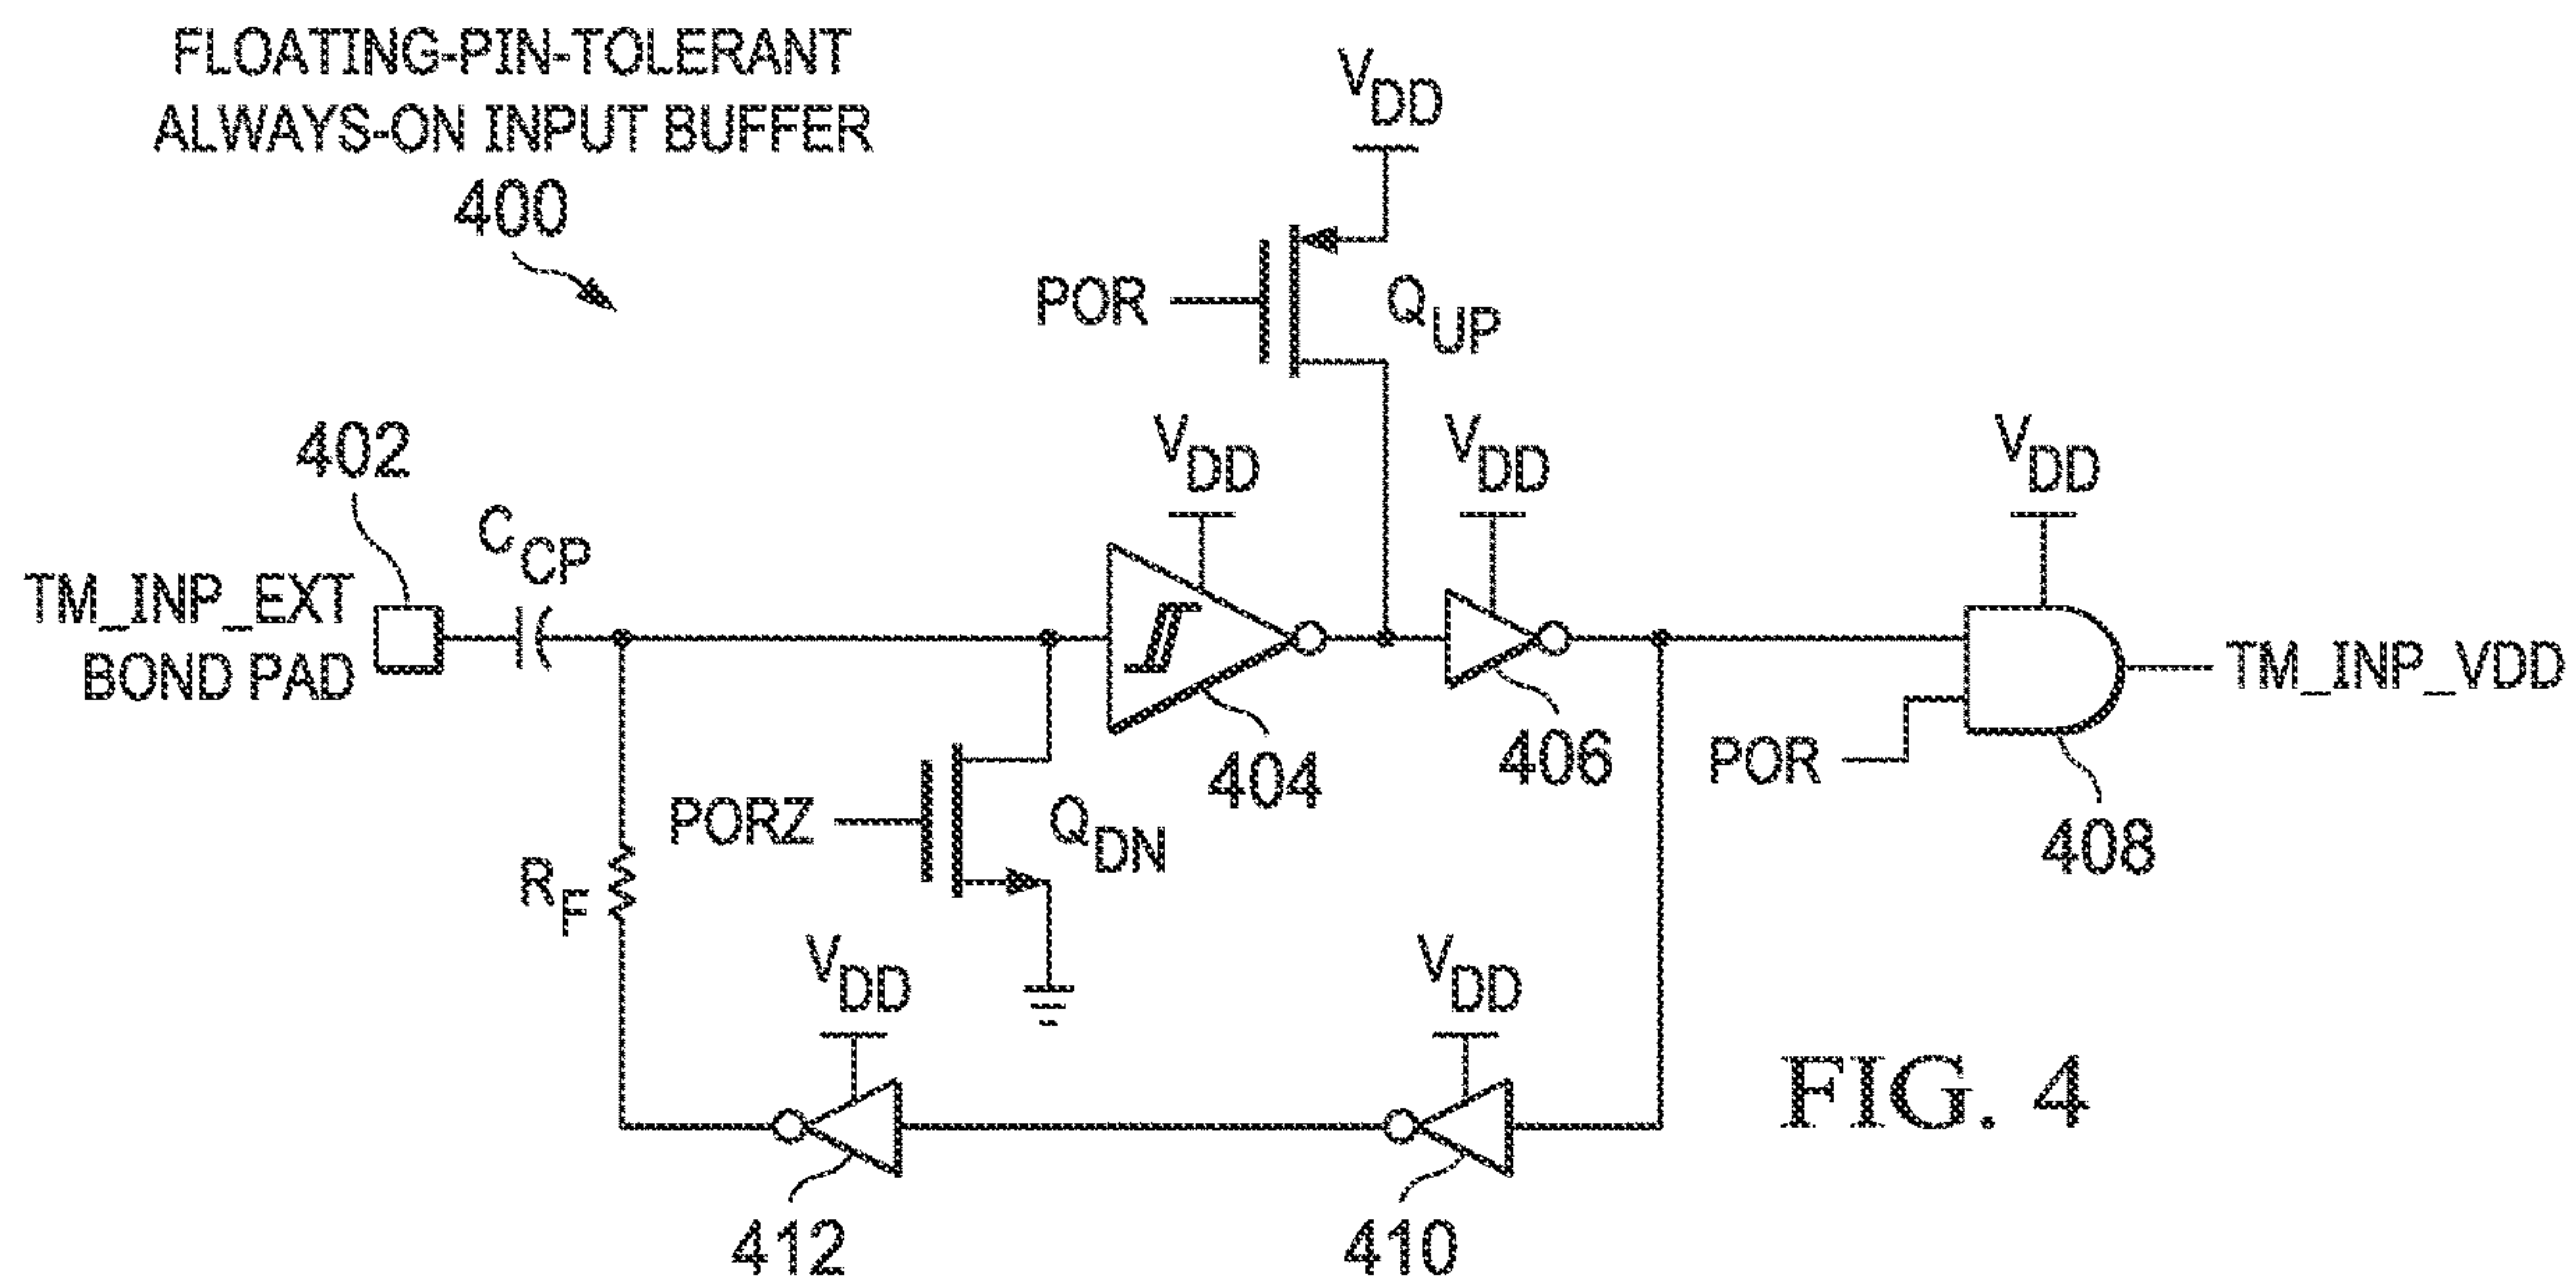 FLOATING-PIN-TOLERANT
ALWAYS-ON INPUT BUFFER
400
VDD
POR
QUP
402
CCP
VDD
VDD
VDD
TM_INP_EXT
BOND PAD
404
406
TM_INP_VDD
POR
408
PORZ
QDN
RF
VDD
VDD
412
410
FIG. 4